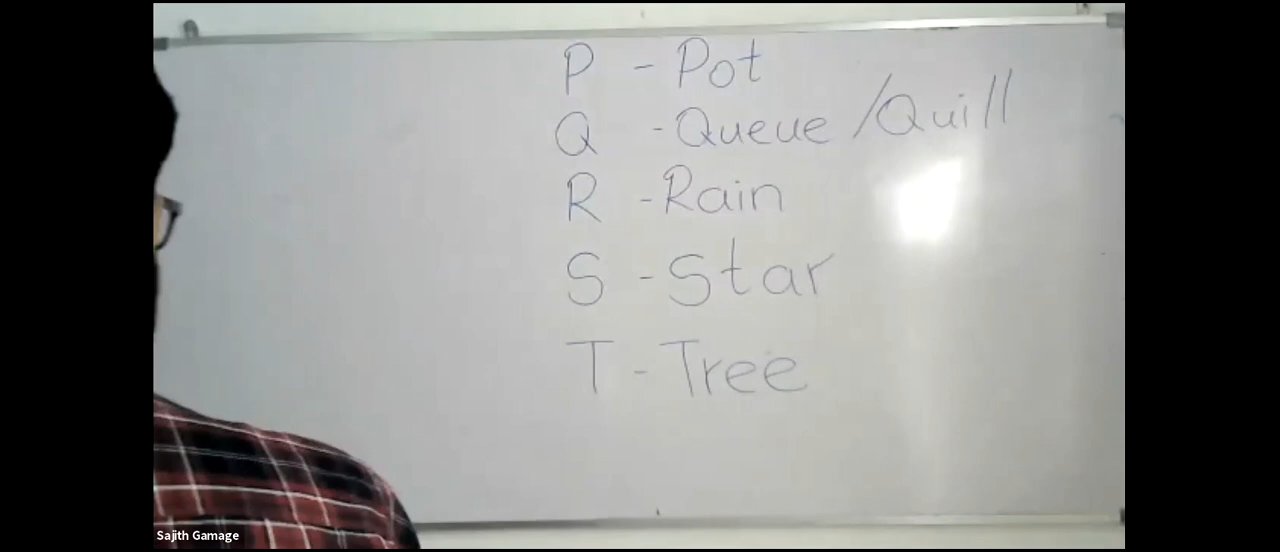 P - Pot
Q - Queue / Quill
R - Rain
S - Star
T - Tree
Sajith Gamage